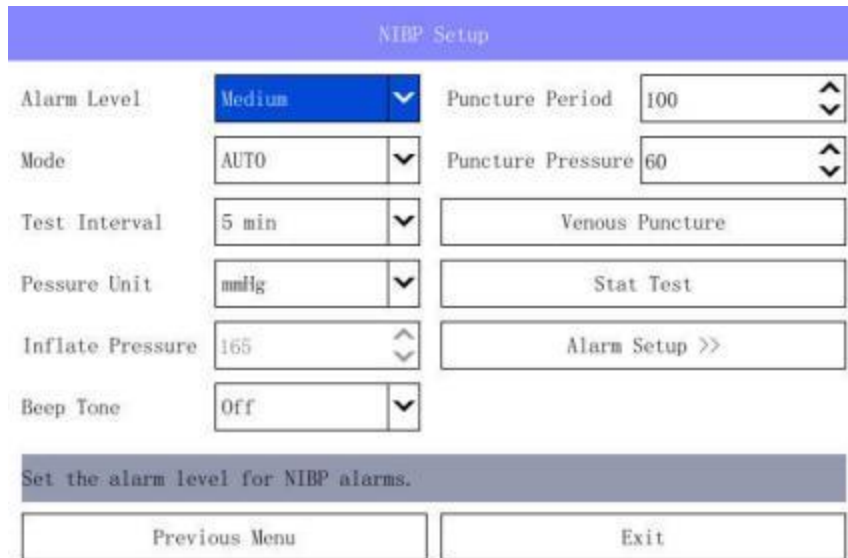 NIBP Setup
Alarm Level Medium Puncture Period 100
Mode AUTO Puncture Pressure 60
Test Interval 5 min Venous Puncture
Pessure Unit mmHg Stat Test
Inflate Pressure 165 Alarm Setup >>
Beep Tone Off
Set the alarm level for NIBP alarms.
Previous Menu Exit